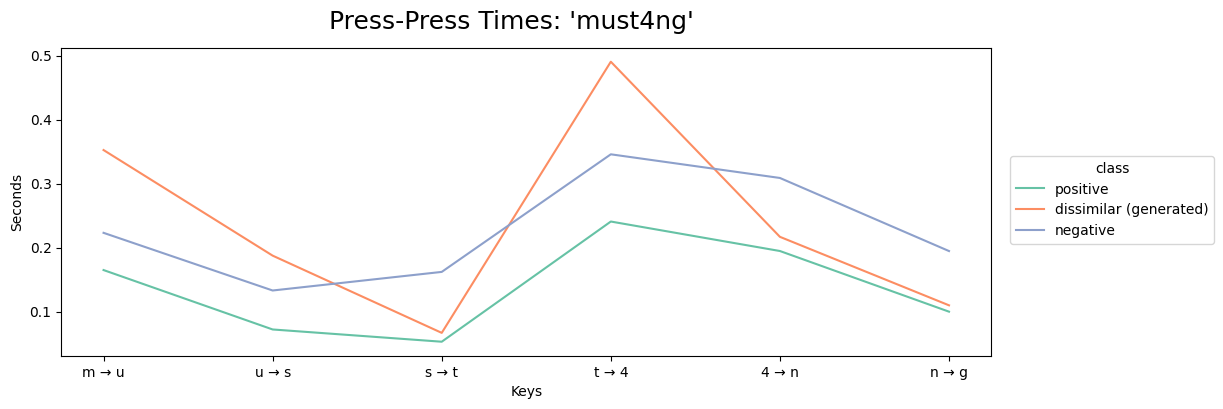 Press-Press Times: 'must4ng'
0.5
0.4
0.3
0.2
0.1
Seconds
m → u
u → s
s → t
t → 4
4 → n
n → g
Keys
class
positive
dissimilar (generated)
negative